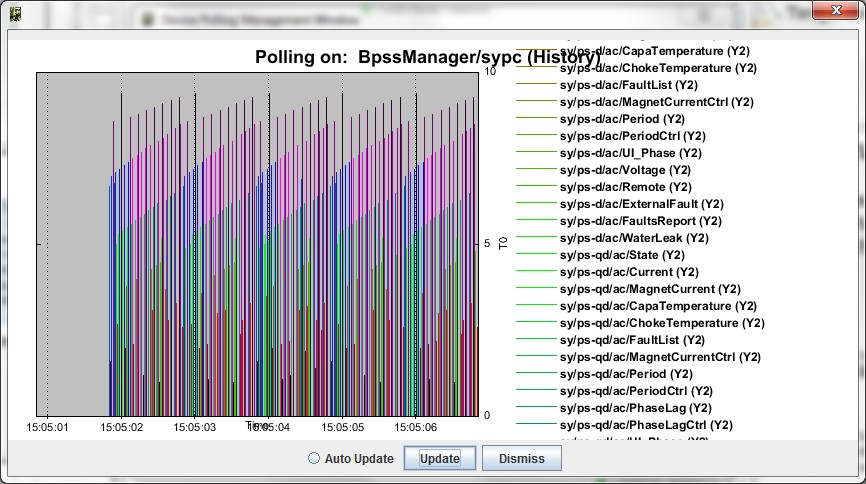 Device Polling Management Window
Polling on: BpssManager/sypc (History)
10
5
0
T0
15:05:01
15:05:02
15:05:03
15:05:04
15:05:05
15:05:06
Time
sy/ps-d/ac/CapaTemperature (Y2)
sy/ps-d/ac/ChokeTemperature (Y2)
sy/ps-d/ac/FaultList (Y2)
sy/ps-d/ac/MagnetCurrentCtrl (Y2)
sy/ps-d/ac/Period (Y2)
sy/ps-d/ac/PeriodCtrl (Y2)
sy/ps-d/ac/UI_Phase (Y2)
sy/ps-d/ac/Voltage (Y2)
sy/ps-d/ac/Remote (Y2)
sy/ps-d/ac/ExternalFault (Y2)
sy/ps-d/ac/FaultsReport (Y2)
sy/ps-d/ac/WaterLeak (Y2)
sy/ps-qd/ac/State (Y2)
sy/ps-qd/ac/Current (Y2)
sy/ps-qd/ac/MagnetCurrent (Y2)
sy/ps-qd/ac/CapaTemperature (Y2)
sy/ps-qd/ac/ChokeTemperature (Y2)
sy/ps-qd/ac/FaultList (Y2)
sy/ps-qd/ac/MagnetCurrentCtrl (Y2)
sy/ps-qd/ac/Period (Y2)
sy/ps-qd/ac/PeriodCtrl (Y2)
sy/ps-qd/ac/PhaseLag (Y2)
sy/ps-qd/ac/PhaseLagCtrl (Y2)
sy/ps-qd/ac/UI_Phase (Y2)
Auto Update
Update
Dismiss